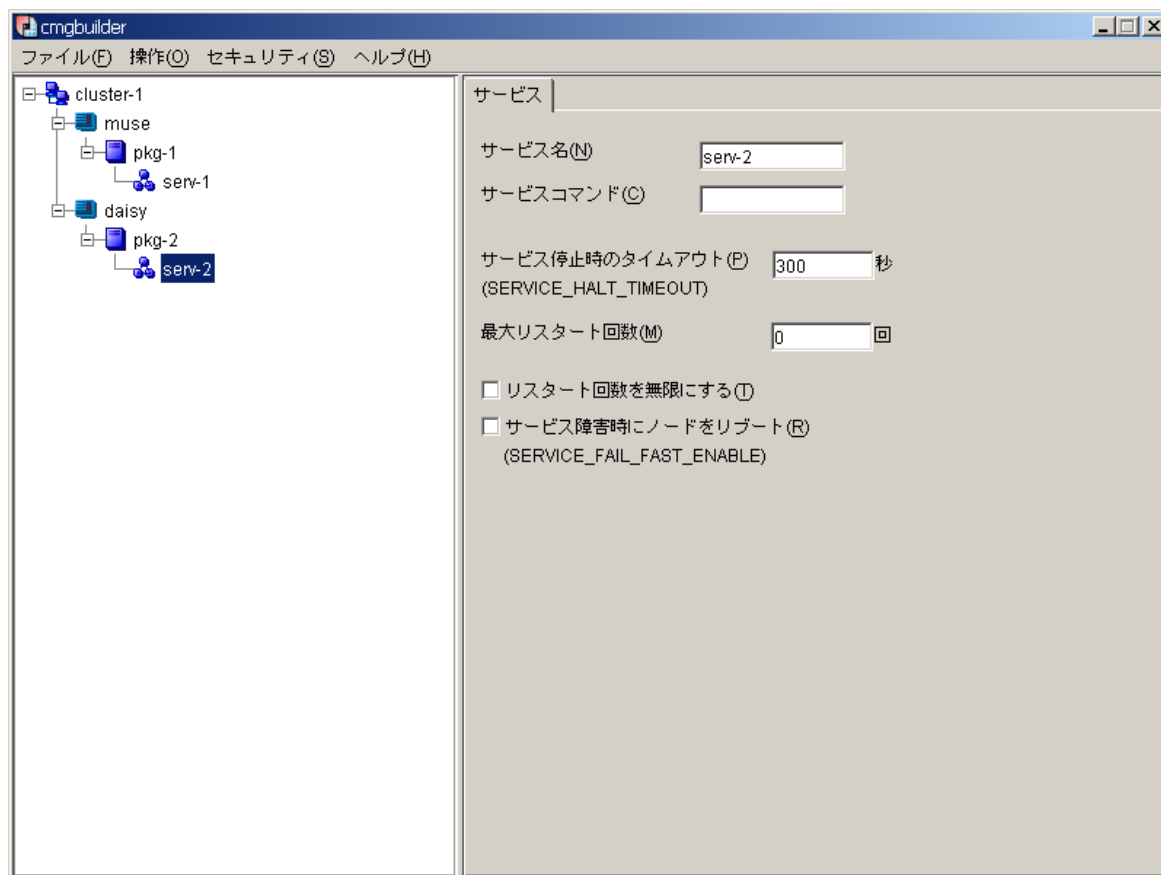 cmgbuilder
ファイル(F) 操作(O) セキュリティ(S) ヘルプ(H)
cluster-1
muse
pkg-1
serv-1
daisy
pkg-2
serv-2
サービス
サービス名(N) serv-2
サービスコマンド(C)
サービス停止時のタイムアウト(P) 300 秒
(SERVICE_HALT_TIMEOUT)
最大リスタート回数(M) 0 回
リスタート回数を無限にする(T)
サービス障害時にノードをリブート(R)
(SERVICE_FAIL_FAST_ENABLE)